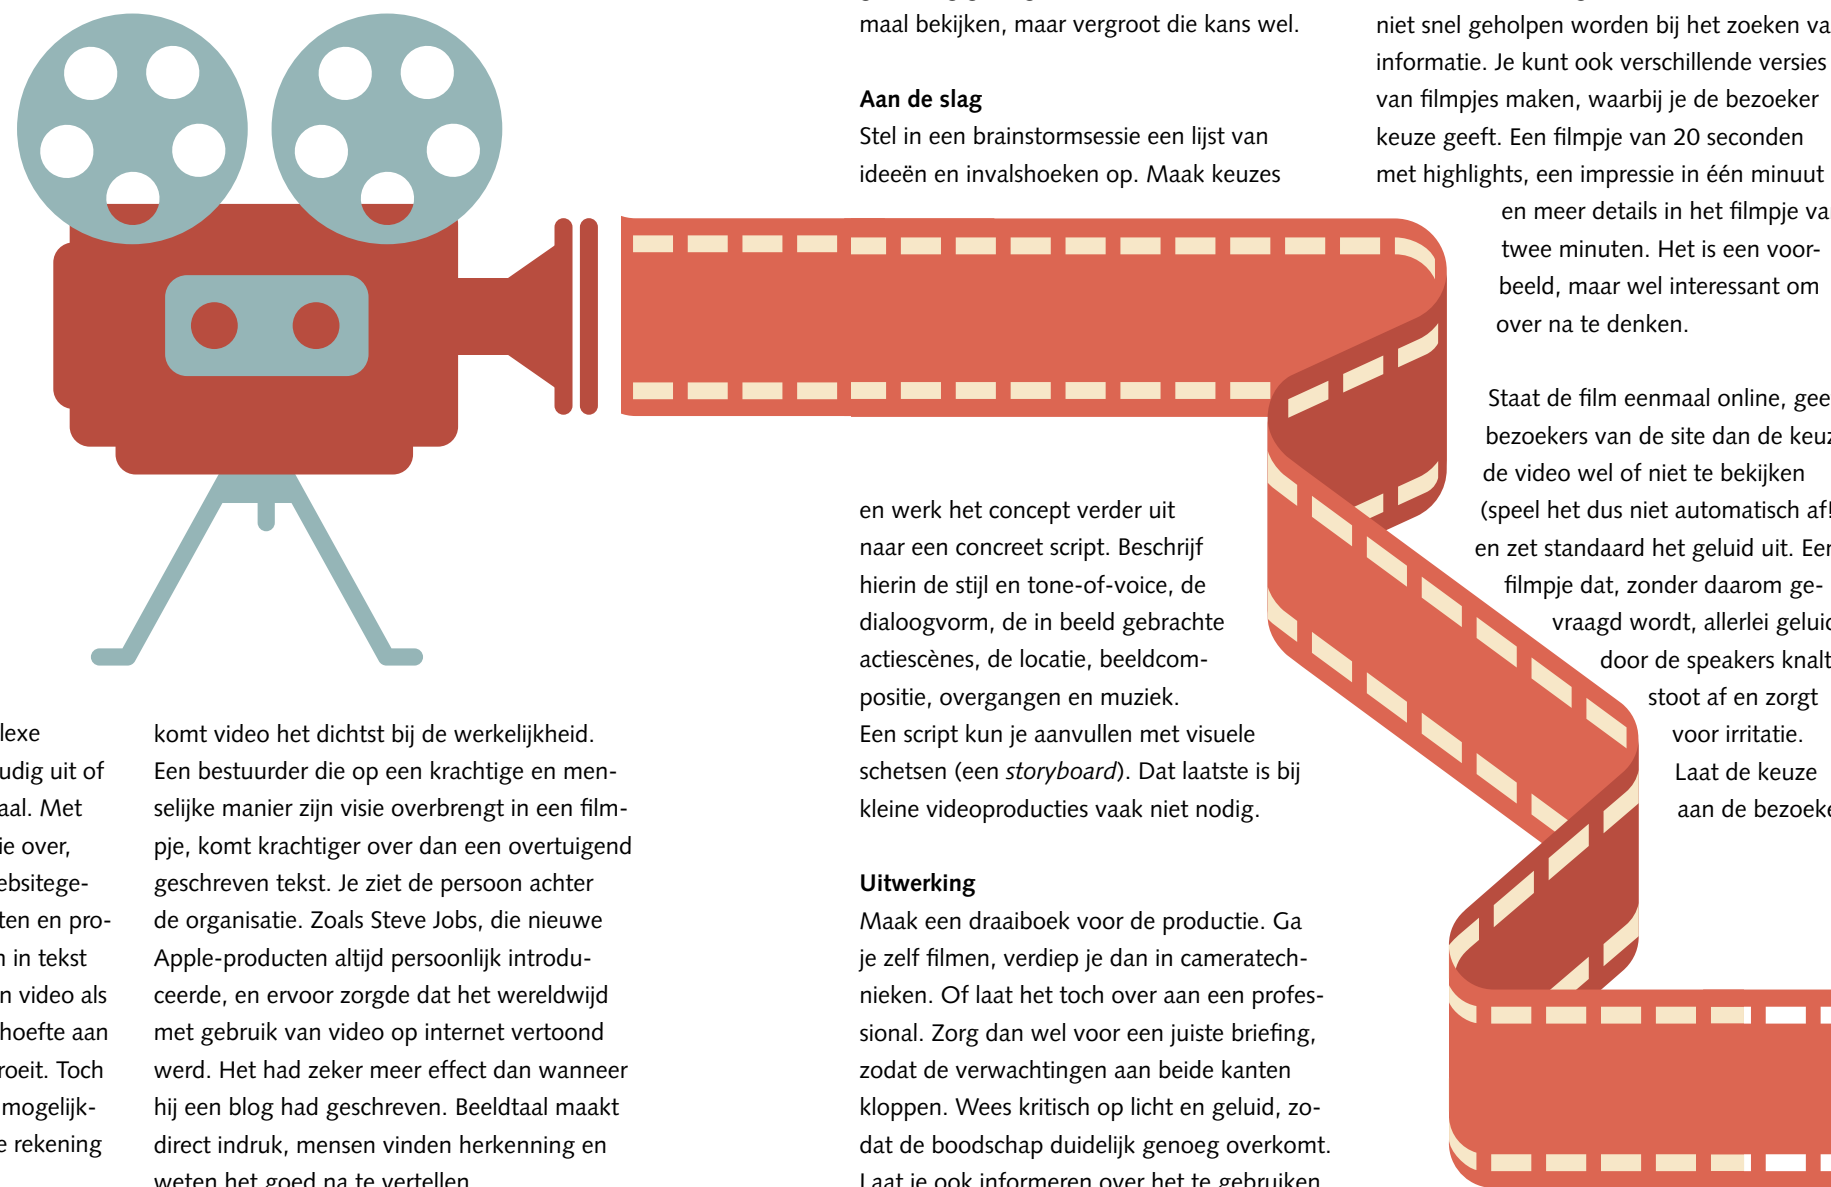 lexe
udig uit of
aal. Met
ie over,
ebsitege-
ten en pro-
n in tekst
n video als
hoefte aan
roeit. Toch
mogelijk-
e rekening
komt video het dichtst bij de werkelijkheid.
Een bestuurder die op een krachtige en men-
selijke manier zijn visie overbrengt in een film-
pje, komt krachtiger over dan een overtuigend
geschreven tekst. Je ziet de persoon achter
de organisatie. Zoals Steve Jobs, die nieuwe
Apple-producten altijd persoonlijk introdu-
ceerde, en ervoor zorgde dat het wereldwijd
met gebruik van video op internet vertoond
werd. Het had zeker meer effect dan wanneer
hij een blog had geschreven. Beeldtaal maakt
direct indruk, mensen vinden herkenning en
weten het goed na te vertellen
maal bekijken, maar vergroot die kans wel.
Aan de slag
Stel in een brainstormsessie een lijst van
ideeën en invalshoeken op. Maak keuzes
en werk het concept verder uit
naar een concreet script. Beschrijf
hierin de stijl en tone-of-voice, de
dialoogvorm, de in beeld gebrachte
actiescènes, de locatie, beeldcom-
positie, overgangen en muziek.
Een script kun je aanvullen met visuele
schetsen (een storyboard). Dat laatste is bij
kleine videoproducties vaak niet nodig.
Uitwerking
Maak een draaiboek voor de productie. Ga
je zelf filmen, verdiep je dan in cameratech-
nieken. Of laat het toch over aan een profes-
sional. Zorg dan wel voor een juiste briefing,
zodat de verwachtingen aan beide kanten
kloppen. Wees kritisch op licht en geluid, zo-
dat de boodschap duidelijk genoeg overkomt.
Laat je ook informeren over het te gebruiken
niet snel geholpen worden bij het zoeken va
informatie. Je kunt ook verschillende versies
van filmpjes maken, waarbij je de bezoeker
keuze geeft. Een filmpje van 20 seconden
met highlights, een impressie in één minuut
en meer details in het filmpje va
twee minuten. Het is een voor-
beeld, maar wel interessant om
over na te denken.
Staat de film eenmaal online, gee
bezoekers van de site dan de keuz
de video wel of niet te bekijken
(speel het dus niet automatisch af!
en zet standaard het geluid uit. Een
filmpje dat, zonder daarom ge-
vraagd wordt, allerlei geluid
door de speakers knalt
stoot af en zorgt
voor irritatie.
Laat de keuze
aan de bezoeke